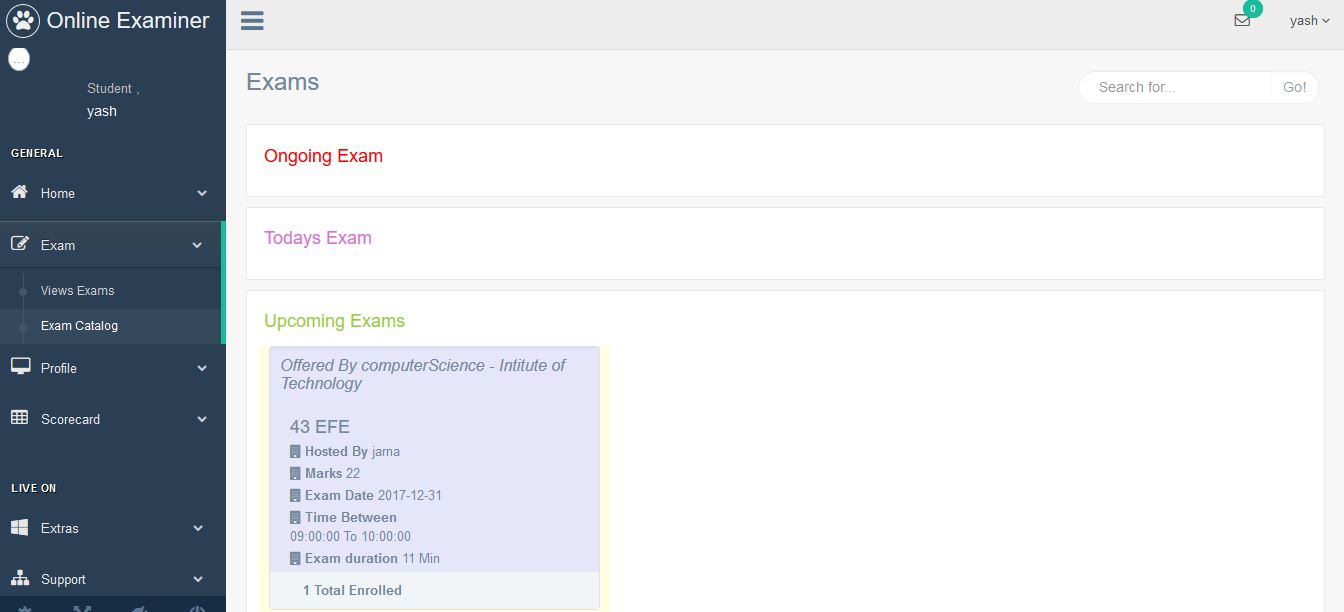 Online Examiner
0
yash
...
Student ,
yash
Exams
Search for...
Go!
GENERAL
Home
Exam
Views Exams
Exam Catalog
Profile
Scorecard
LIVE ON
Extras
Support
Ongoing Exam
Todays Exam
Upcoming Exams
Offered By computerScience - Intitute of
Technology
43 EFE
Hosted By jarna
Marks 22
Exam Date 2017-12-31
Time Between
09:00:00 To 10:00:00
Exam duration 11 Min
1 Total Enrolled